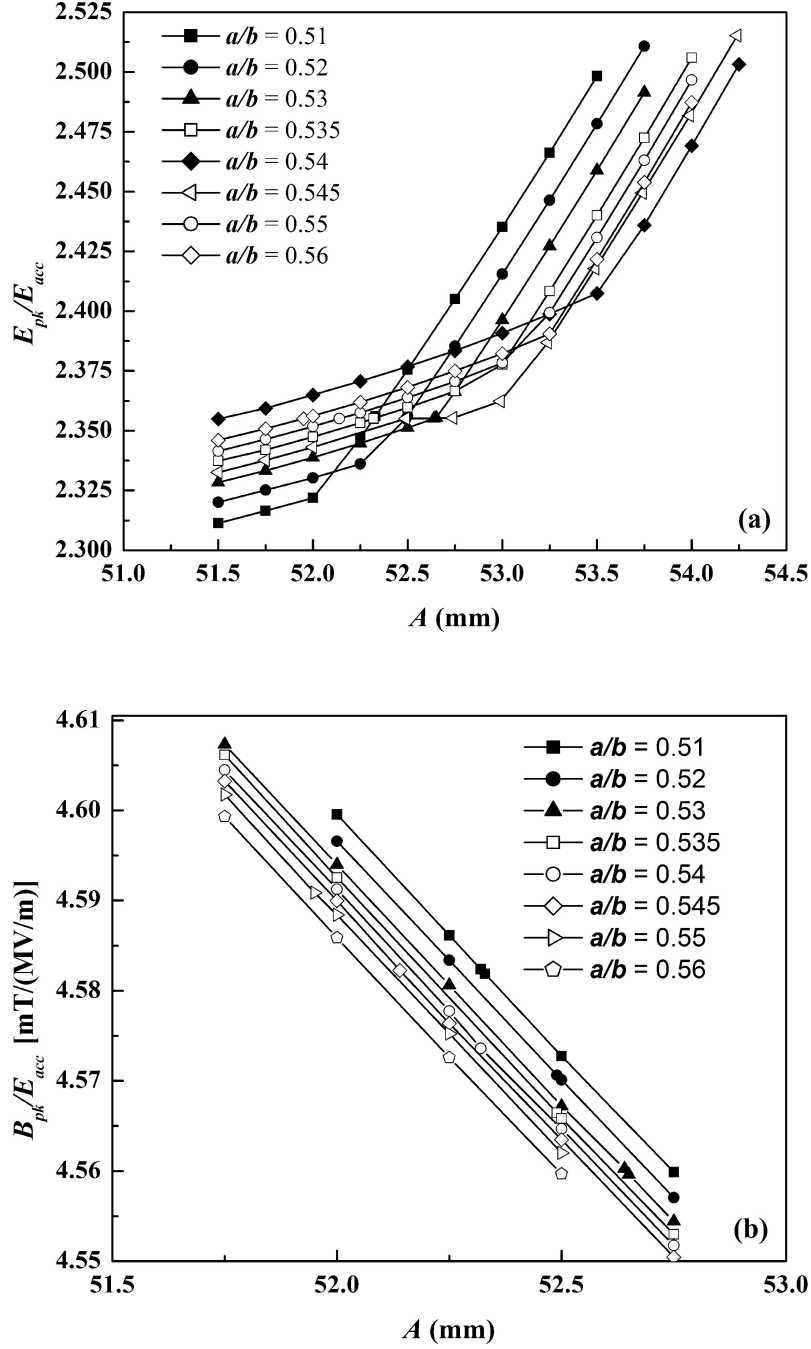 2.525
2.500
2.475
2.450
2.425
2.400
2.375
2.350
2.325
2.300
E_pk/E_acc
a/b = 0.51
a/b = 0.52
a/b = 0.53
a/b = 0.535
a/b = 0.54
a/b = 0.545
a/b = 0.55
a/b = 0.56
(a)
51.0 51.5 52.0 52.5 53.0 53.5 54.0 54.5
A (mm)
4.61
4.60
4.59
4.58
4.57
4.56
4.55
B_pk/E_acc [mT/(MV/m)]
a/b = 0.51
a/b = 0.52
a/b = 0.53
a/b = 0.535
a/b = 0.54
a/b = 0.545
a/b = 0.55
a/b = 0.56
(b)
51.5 52.0 52.5 53.0
A (mm)